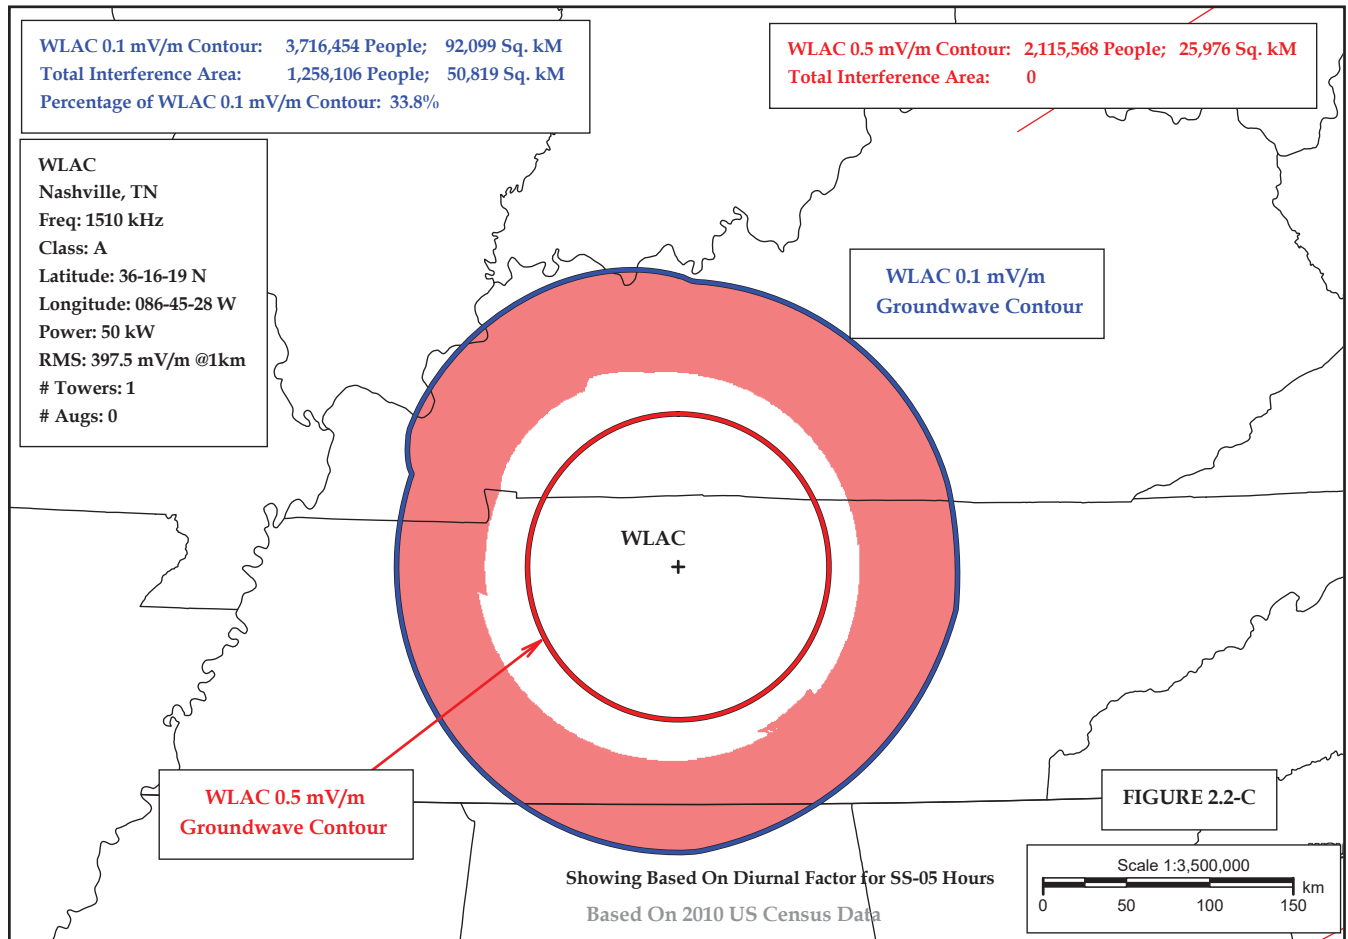 WLAC 0.1 mV/m Contour: 3,716,454 People; 92,099 Sq. kM
Total Interference Area: 1,258,106 People; 50,819 Sq. kM
Percentage of WLAC 0.1 mV/m Contour: 33.8%
WLAC 0.5 mV/m Contour: 2,115,568 People; 25,976 Sq. kM
Total Interference Area: 0
WLAC
Nashville, TN
Freq: 1510 kHz
Class: A
Latitude: 36-16-19 N
Longitude: 086-45-28 W
Power: 50 kW
RMS: 397.5 mV/m @1km
# Towers: 1
# Augs: 0
WLAC 0.1 mV/m
Groundwave Contour
WLAC
WLAC 0.5 mV/m
Groundwave Contour
FIGURE 2.2-C
Showing Based On Diurnal Factor for SS-05 Hours
Based On 2010 US Census Data
Scale 1:3,500,000
km
0 50 100 150